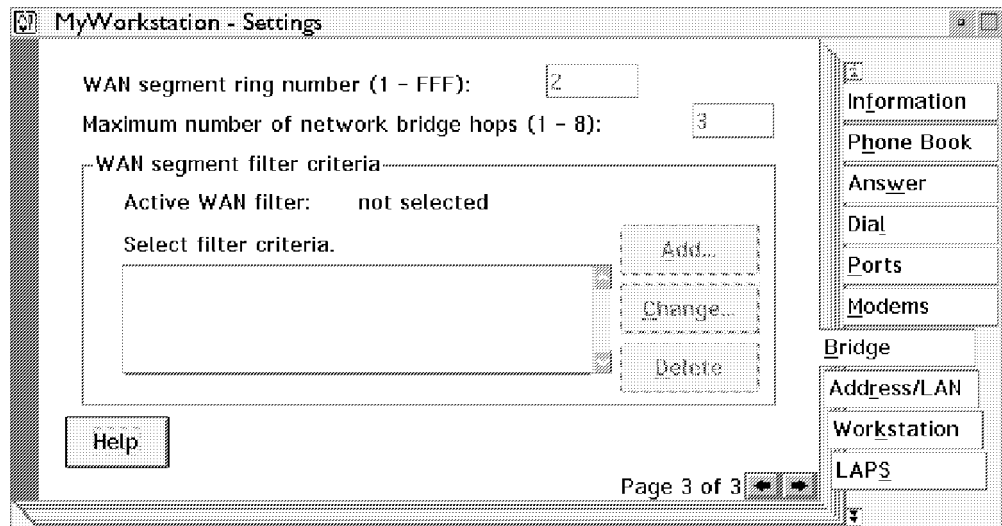 MyWorkstation - Settings
WAN segment ring number (1 - FFF): 2
Maximum number of network bridge hops (1 - 8): 3
WAN segment filter criteria
Active WAN filter: not selected
Select filter criteria.
Add...
Change...
Delete
Help
Page 3 of 3
Information
Phone Book
Answer
Dial
Ports
Modems
Bridge
Address/LAN
Workstation
LAPS